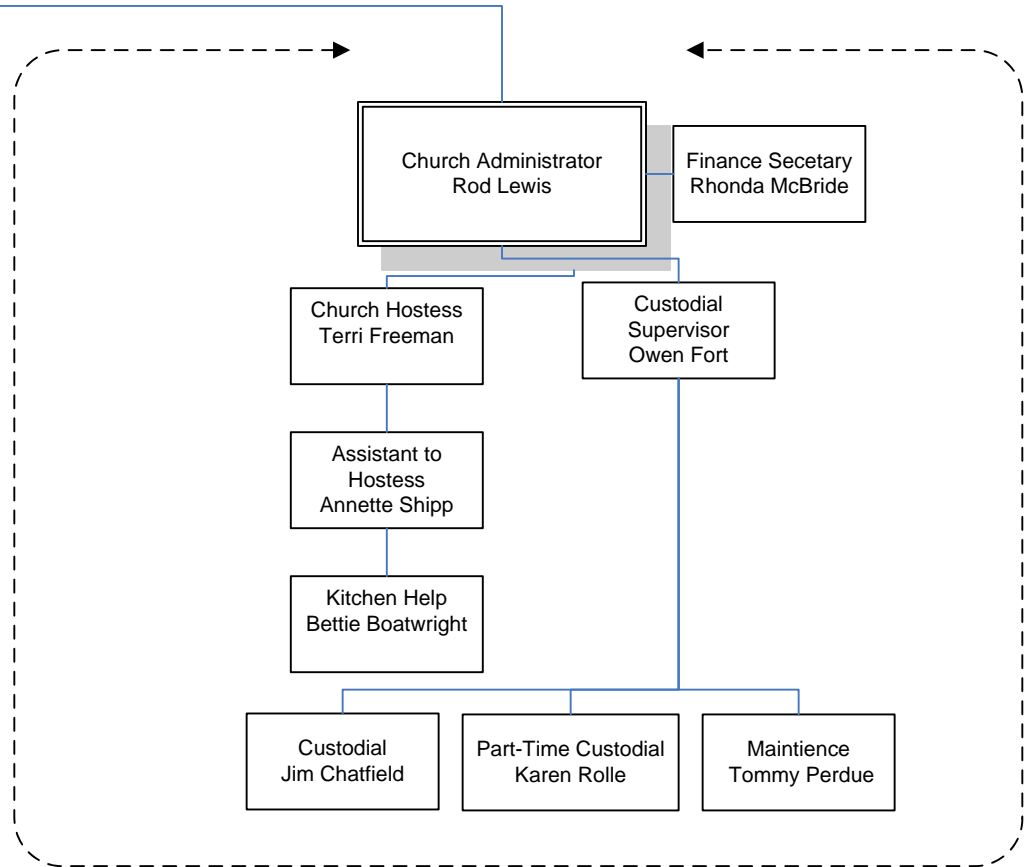 Church Administrator
Rod Lewis
Finance Secetary
Rhonda McBride
Church Hostess
Terri Freeman
Custodial
Supervisor
Owen Fort
Assistant to
Hostess
Annette Shipp
Kitchen Help
Bettie Boatwright
Custodial
Jim Chatfield
Part-Time Custodial
Karen Rolle
Maintience
Tommy Perdue